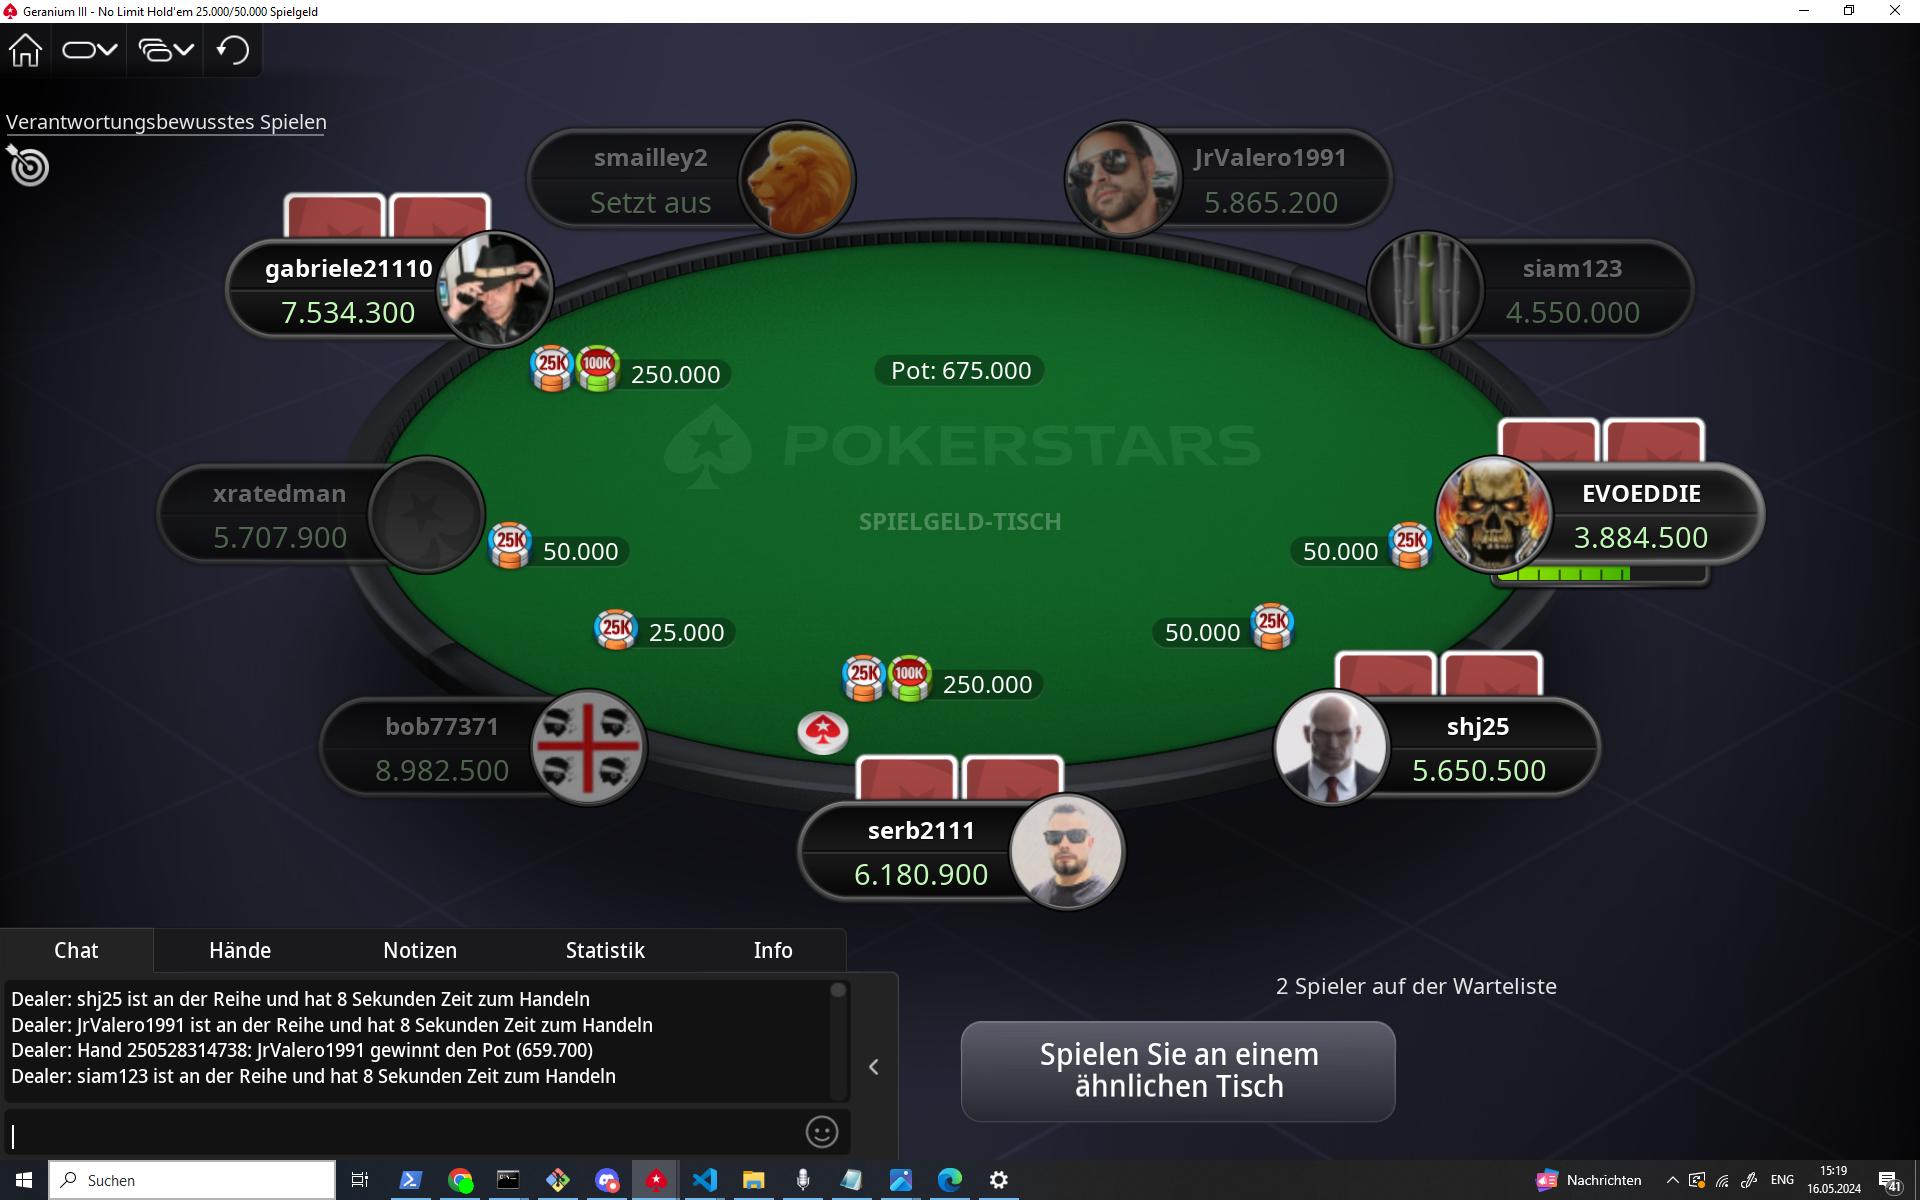 Geranium III - No Limit Hold'em 25.000/50.000 Spielgeld
Verantwortungsbewusstes Spielen
smailley2
Setzt aus
JrValero1991
5.865.200
gabriele21110
7.534.300
siam123
4.550.000
25K
100K
250.000
Pot: 675.000
POKERSTARS
SPIELGELD-TISCH
xratedman
5.707.900
25K
50.000
50.000
25K
EVOEDDIE
3.884.500
25K
25.000
50.000
25K
25K
100K
250.000
bob77371
8.982.500
shj25
5.650.500
serb2111
6.180.900
Chat
Hände
Notizen
Statistik
Info
Dealer: shj25 ist an der Reihe und hat 8 Sekunden Zeit zum Handeln
Dealer: JrValero1991 ist an der Reihe und hat 8 Sekunden Zeit zum Handeln
Dealer: Hand 250528314738: JrValero1991 gewinnt den Pot (659.700)
Dealer: siam123 ist an der Reihe und hat 8 Sekunden Zeit zum Handeln
2 Spieler auf der Warteliste
Spielen Sie an einem
ähnlichen Tisch
Suchen
Nachrichten
ENG
15:19
16.05.2024
41